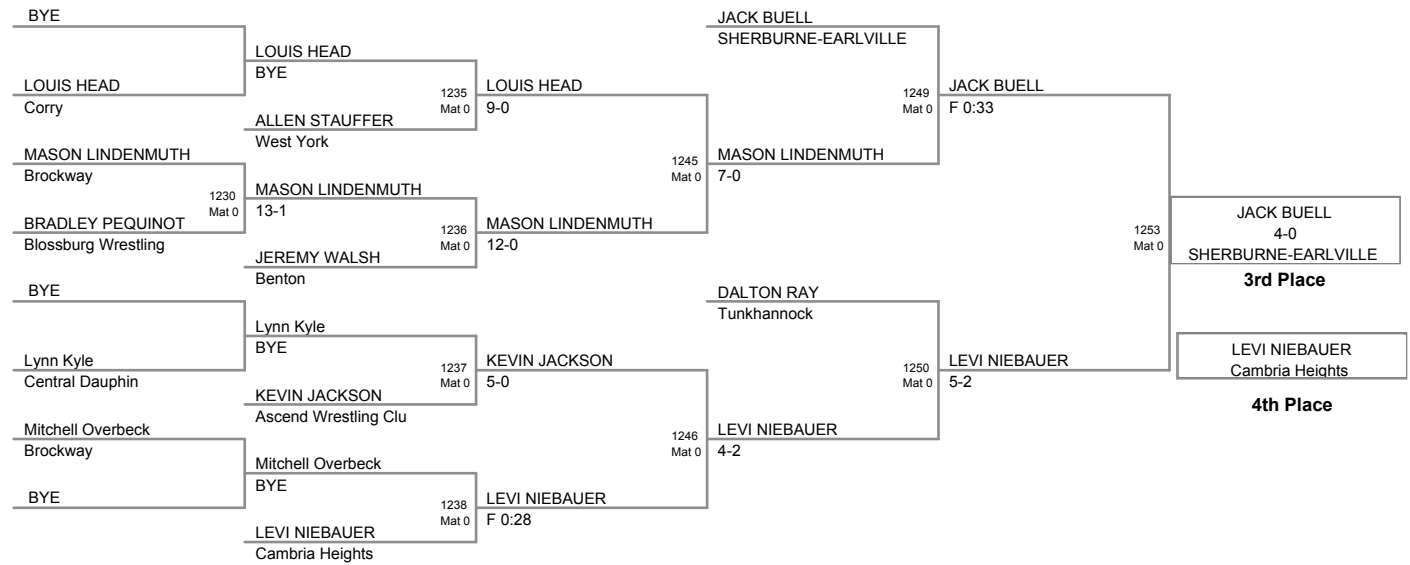 BYE
LOUIS HEAD
Corry
MASON LINDENMUTH
Brockway
BRADLEY PEQUINOT
Blossburg Wrestling
BYE
Lynn Kyle
Central Dauphin
Mitchell Overbeck
Brockway
BYE
1230
Mat 0
LOUIS HEAD
BYE
ALLEN STAUFFER
West York
MASON LINDENMUTH
13-1
JEREMY WALSH
Benton
Lynn Kyle
BYE
KEVIN JACKSON
Ascend Wrestling Clu
Mitchell Overbeck
BYE
LEVI NIEBAUER
Cambria Heights
1235
Mat 0
1236
Mat 0
1237
Mat 0
1238
Mat 0
LOUIS HEAD
9-0
MASON LINDENMUTH
12-0
KEVIN JACKSON
5-0
LEVI NIEBAUER
F 0:28
1245
Mat 0
1246
Mat 0
JACK BUELL
SHERBURNE-EARLVILLE
MASON LINDENMUTH
7-0
DALTON RAY
Tunkhannock
LEVI NIEBAUER
4-2
1249
Mat 0
1250
Mat 0
JACK BUELL
F 0:33
LEVI NIEBAUER
5-2
1253
Mat 0
JACK BUELL
4-0
SHERBURNE-EARLVILLE
3rd Place
LEVI NIEBAUER
Cambria Heights
4th Place